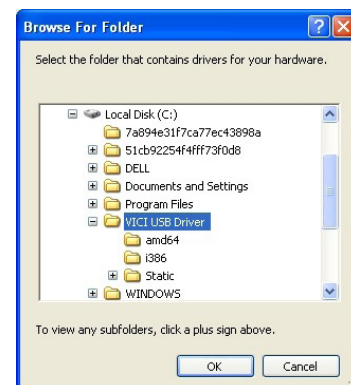 Browse For Folder
Select the folder that contains drivers for your hardware.
Local Disk (C:)
7a894e31f7ca77ec43898a
51cb92254f4fff73f0d8
DELL
Documents and Settings
Program Files
VICI USB Driver
amd64
i386
Static
WINDOWS
To view any subfolders, click a plus sign above.
OK Cancel